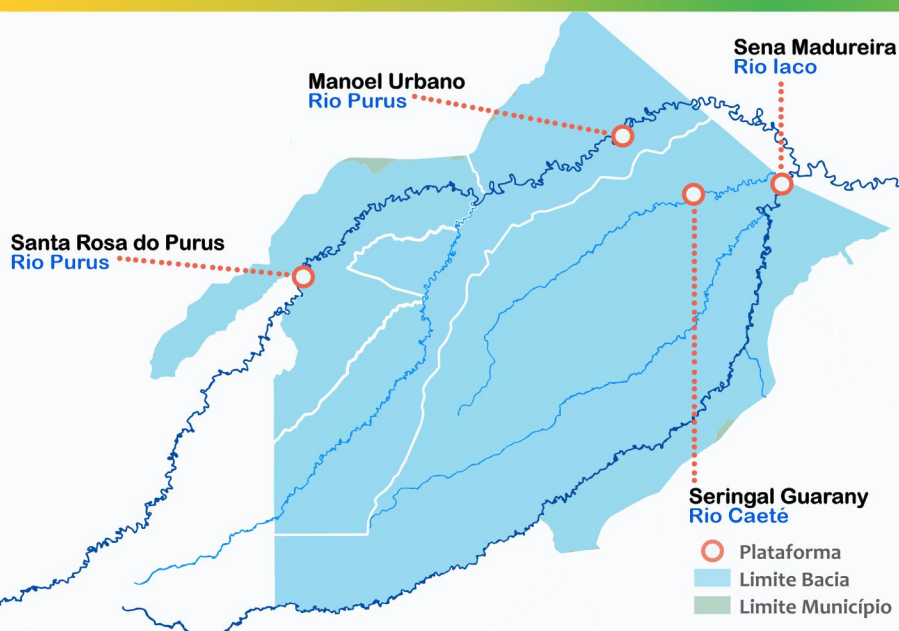 Sena Madureira
Rio Iaco
Manoel Urbano
Rio Purus
Santa Rosa do Purus
Rio Purus
Seringal Guarany
Rio Caeté
Plataforma
Limite Bacia
Limite Município